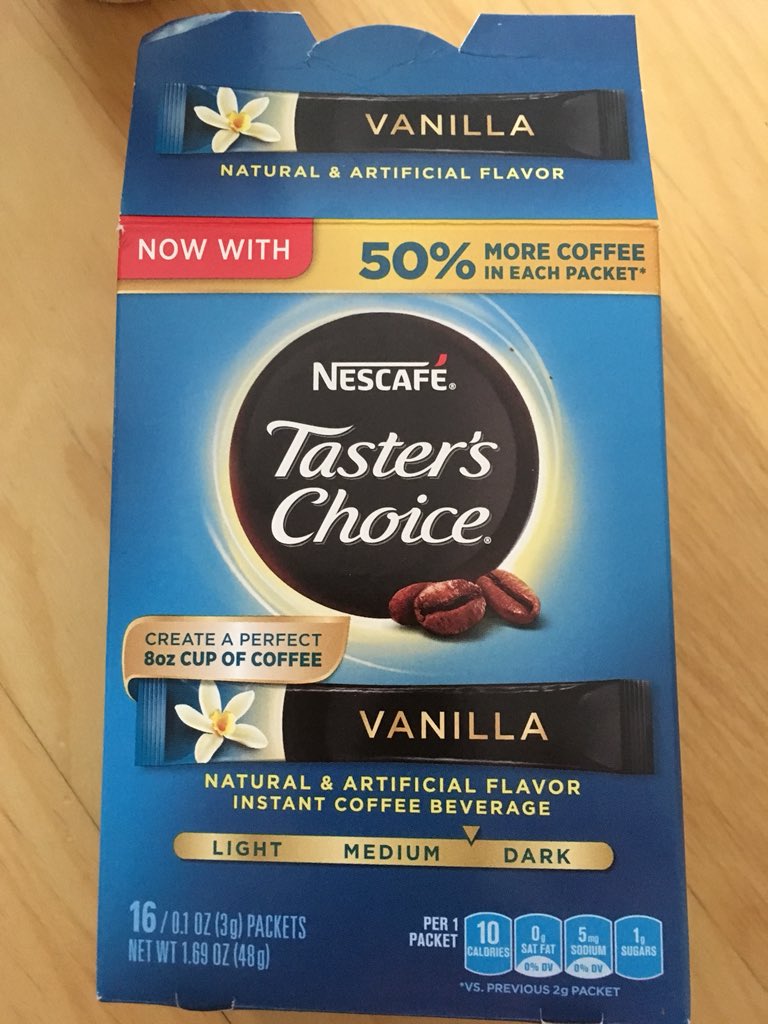 VANILLA
NATURAL & ARTIFICIAL FLAVOR
NOW WITH
50% MORE COFFEE
IN EACH PACKET*
NESCAFÉ®
Taster's
Choice®
CREATE A PERFECT
8oz CUP OF COFFEE
VANILLA
NATURAL & ARTIFICIAL FLAVOR
INSTANT COFFEE BEVERAGE
LIGHT MEDIUM DARK
16 / 0.1 OZ (3g) PACKETS
NET WT 1.69 OZ (48g)
PER 1
PACKET
10
CALORIES
0g
SAT FAT
0% DV
5mg
SODIUM
0% DV
1g
SUGARS
*VS. PREVIOUS 2g PACKET